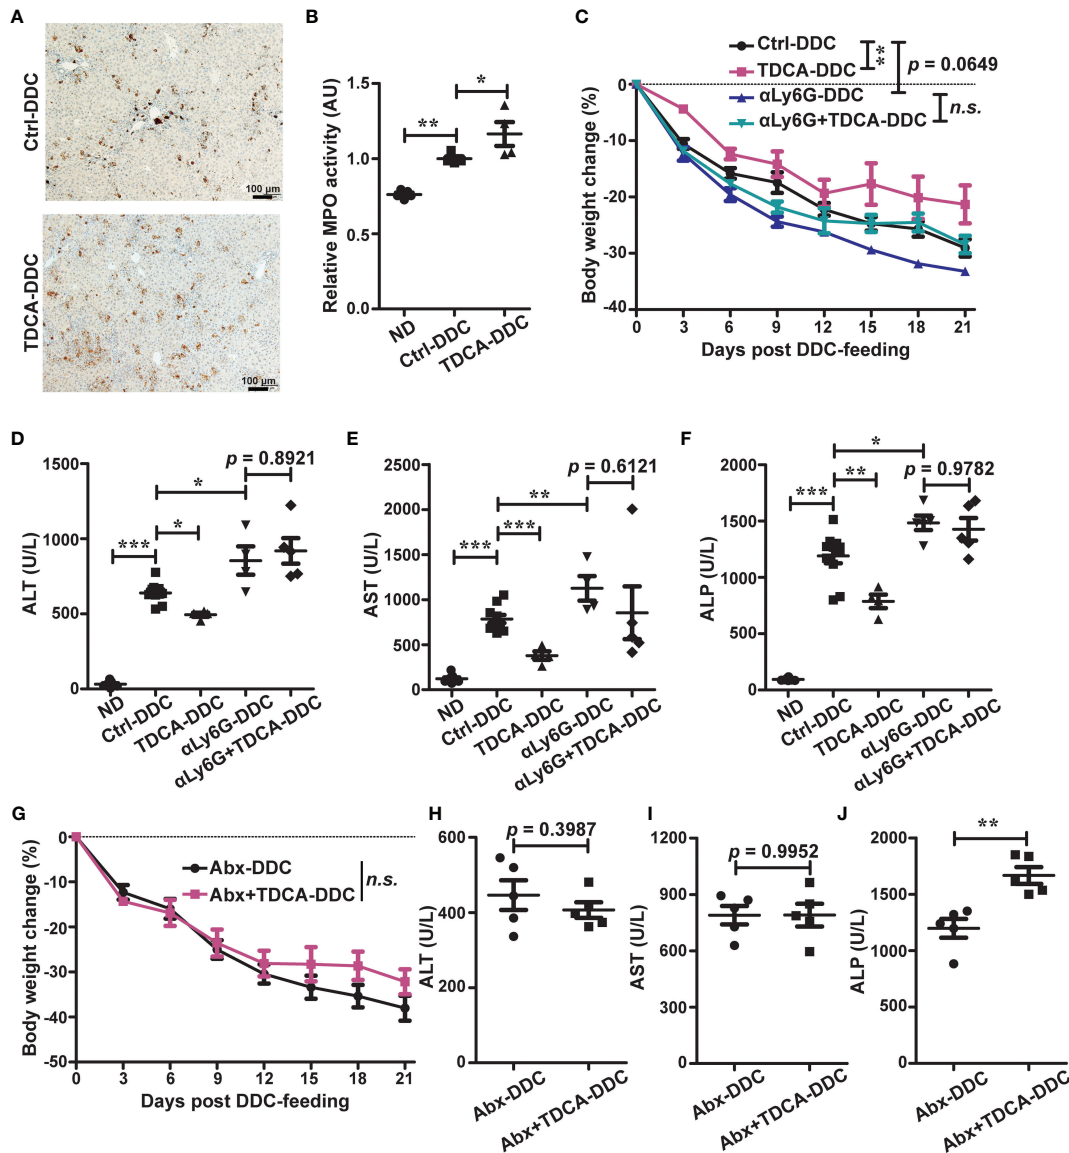 A
Ctrl-DDC
100 μm
TDCA-DDC
100 μm
B
Relative MPO activity (AU)
1.5
1.0
0.5
0.0
**
*
ND
Ctrl-DDC
TDCA-DDC
C
Ctrl-DDC
TDCA-DDC
αLy6G-DDC
αLy6G+TDCA-DDC
**
p = 0.0649
n.s.
Body weight change (%)
0
-10
-20
-30
-40
0 3 6 9 12 15 18 21
Days post DDC-feeding
D
ALT (U/L)
1500
1000
500
0
***
*
*
p = 0.8921
ND
Ctrl-DDC
TDCA-DDC
αLy6G-DDC
αLy6G+TDCA-DDC
E
AST (U/L)
2500
2000
1500
1000
500
0
***
***
**
p = 0.6121
ND
Ctrl-DDC
TDCA-DDC
αLy6G-DDC
αLy6G+TDCA-DDC
F
ALP (U/L)
2000
1500
1000
500
0
***
**
*
p = 0.9782
ND
Ctrl-DDC
TDCA-DDC
αLy6G-DDC
αLy6G+TDCA-DDC
G
Body weight change (%)
0
-10
-20
-30
-40
-50
Abx-DDC
Abx+TDCA-DDC
n.s.
0 3 6 9 12 15 18 21
Days post DDC-feeding
H
ALT (U/L)
600
400
200
0
p = 0.3987
Abx-DDC
Abx+TDCA-DDC
I
AST (U/L)
1200
900
600
300
0
p = 0.9952
Abx-DDC
Abx+TDCA-DDC
J
ALP (U/L)
2000
1500
1000
500
0
**
Abx-DDC
Abx+TDCA-DDC